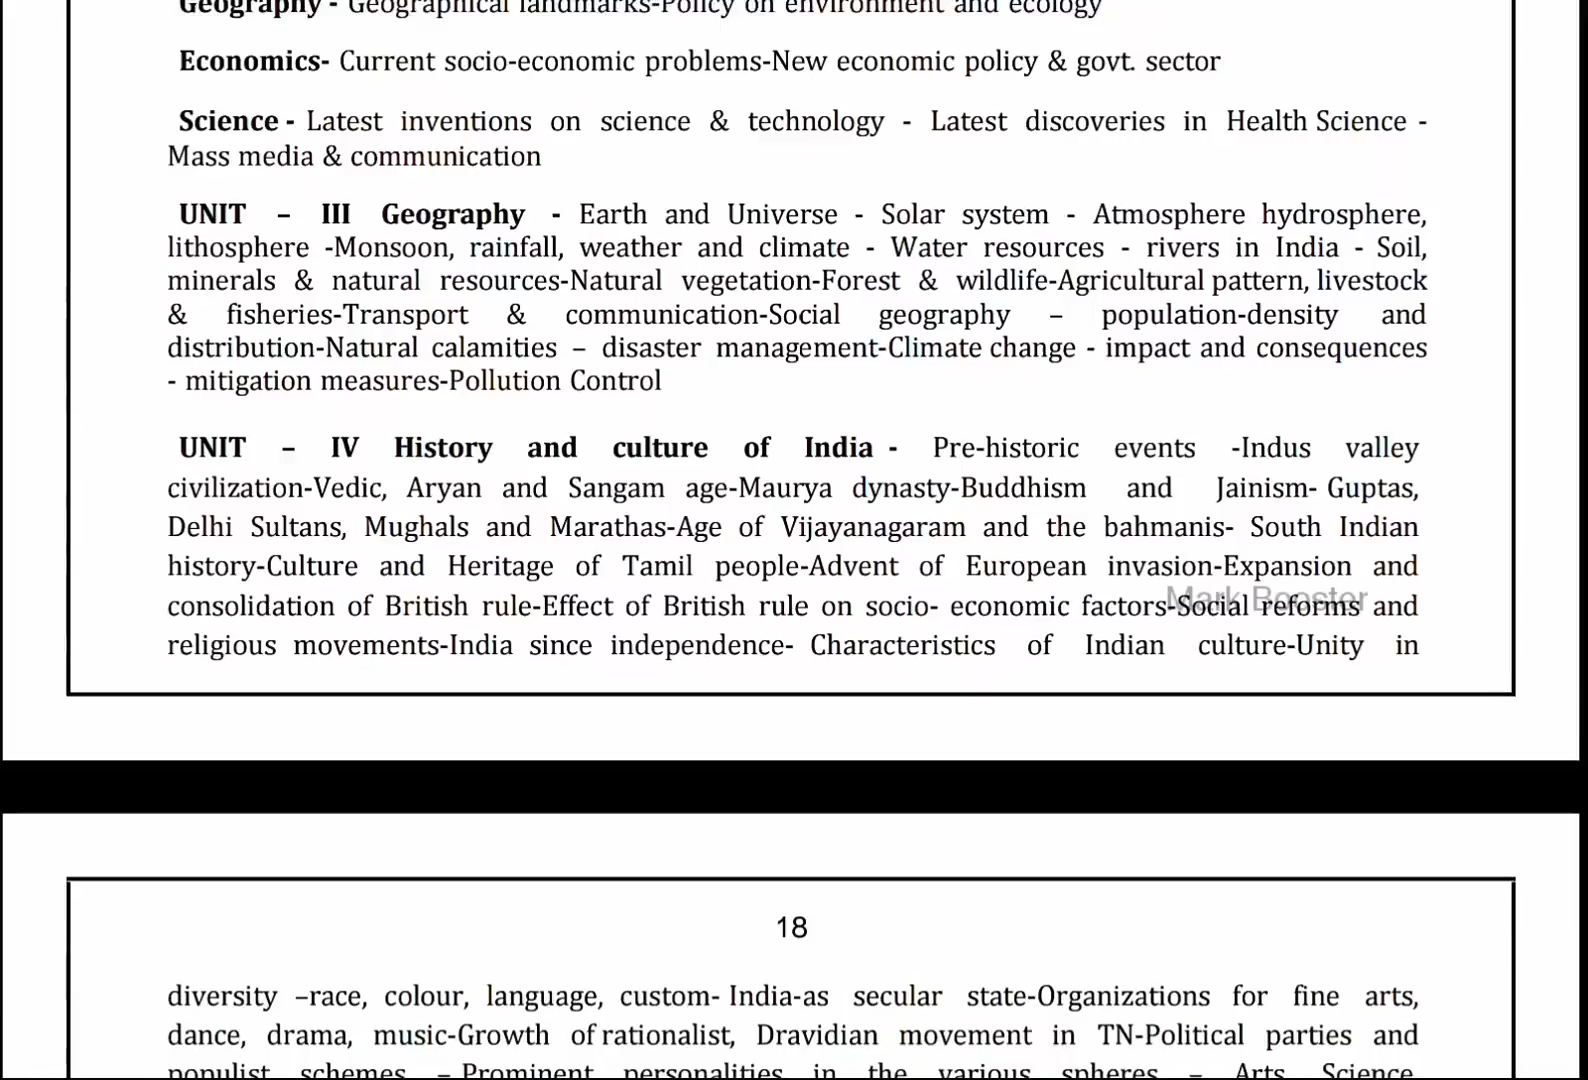 Geography - Geographical landmarks-Policy on environment and ecology
Economics- Current socio-economic problems-New economic policy & govt. sector
Science - Latest inventions on science & technology - Latest discoveries in Health Science -
Mass media & communication
UNIT – III Geography - Earth and Universe - Solar system - Atmosphere hydrosphere,
lithosphere -Monsoon, rainfall, weather and climate - Water resources - rivers in India - Soil,
minerals & natural resources-Natural vegetation-Forest & wildlife-Agricultural pattern, livestock
& fisheries-Transport & communication-Social geography – population-density and
distribution-Natural calamities – disaster management-Climate change - impact and consequences
- mitigation measures-Pollution Control
UNIT – IV History and culture of India - Pre-historic events -Indus valley
civilization-Vedic, Aryan and Sangam age-Maurya dynasty-Buddhism and Jainism- Guptas,
Delhi Sultans, Mughals and Marathas-Age of Vijayanagaram and the bahmanis- South Indian
history-Culture and Heritage of Tamil people-Advent of European invasion-Expansion and
Mark Booster
consolidation of British rule-Effect of British rule on socio- economic factors-Social reforms and
religious movements-India since independence- Characteristics of Indian culture-Unity in
18
diversity –race, colour, language, custom- India-as secular state-Organizations for fine arts,
dance, drama, music-Growth of rationalist, Dravidian movement in TN-Political parties and
populist schemes – Prominent personalities in the various spheres – Arts, Science,